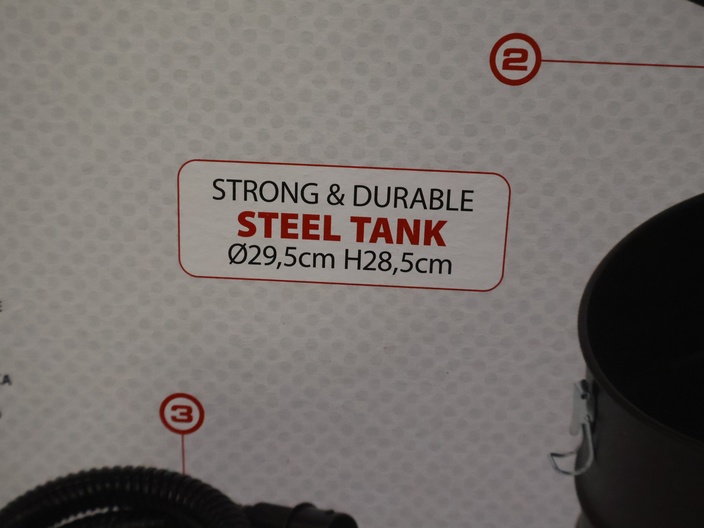 2
STRONG & DURABLE
STEEL TANK
Ø29,5cm H28,5cm
3